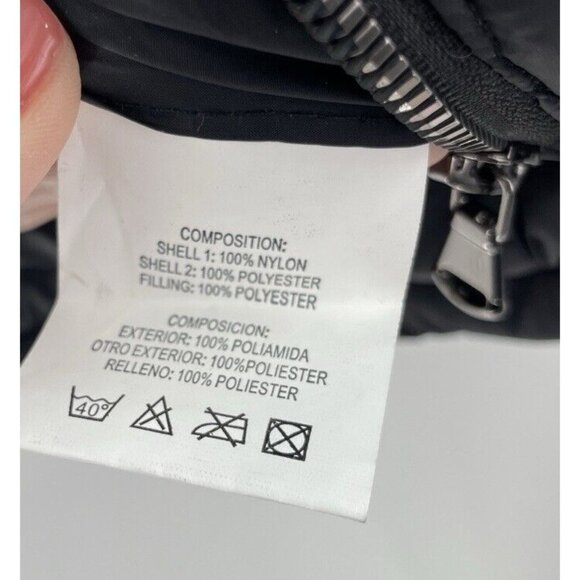 COMPOSITION:
SHELL 1: 100% NYLON
SHELL 2: 100% POLYESTER
FILLING: 100% POLYESTER
COMPOSICION:
EXTERIOR: 100% POLIAMIDA
OTRO EXTERIOR: 100%POLIESTER
RELLENO: 100% POLIESTER
40°